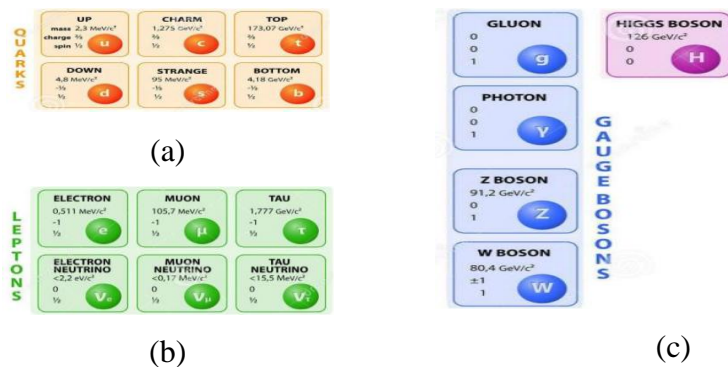 QUARKS
UP
mass 2,3 MeV/c²
charge ⅔
spin ½
u
CHARM
1,275 GeV/c²
⅔
½
c
TOP
173,07 GeV/c²
⅔
½
t
DOWN
4,8 MeV/c²
-⅓
½
d
STRANGE
95 MeV/c²
-⅓
½
s
BOTTOM
4,18 GeV/c²
-⅓
½
b
(a)
LEPTONS
ELECTRON
0,511 MeV/c²
-1
½
e
MUON
105,7 MeV/c²
-1
½
μ
TAU
1,777 GeV/c²
-1
½
τ
ELECTRON
NEUTRINO
<2,2 eV/c²
0
½
Ve
MUON
NEUTRINO
<0,17 MeV/c²
0
½
Vμ
TAU
NEUTRINO
<15,5 MeV/c²
0
½
Vτ
(b)
GLUON
0
0
1
g
PHOTON
0
0
1
γ
Z BOSON
91,2 GeV/c²
0
1
Z
W BOSON
80,4 GeV/c²
±1
1
W
GAUGE BOSONS
HIGGS BOSON
126 GeV/c²
0
0
H
(c)